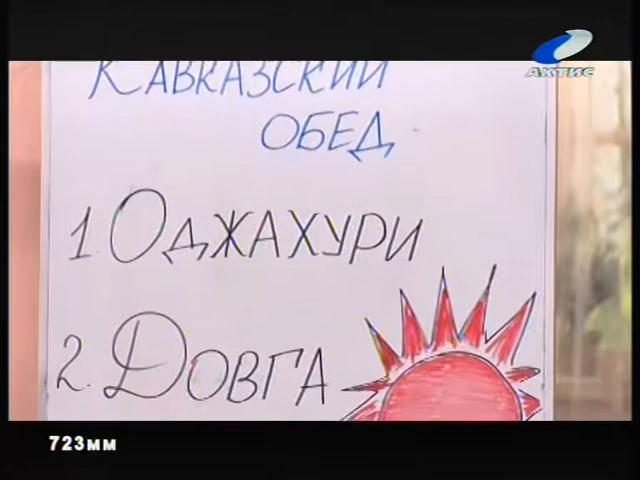 АКТИС
КАВКАЗСКИЙ
ОБЕД
1. ОДЖАХУРИ
2. ДОВГА
723мм